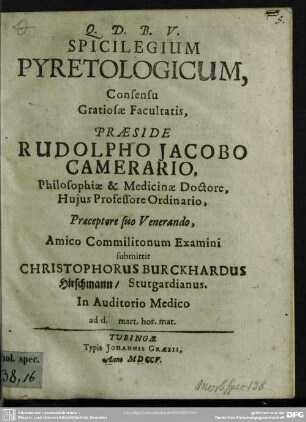 Q. D. B. V.
SPICILEGIUM
PYRETOLOGICUM,
Consensu
Gratiosæ Facultatis,
PRÆSIDE
RUDOLPHO JACOBO
CAMERARIO,
Philosophiæ & Medicinæ Doctore,
Hujus Professore Ordinario,
Præceptore suo Venerando,
Amico Commilitonum Examini
submittit
CHRISTOPHORUS BURCKHARDUS
Hirschmann/ Stutgardianus.
In Auditorio Medico
ad d. mart. hor. mat.
TUBINGÆ
Typis JOHANNIS GRÆZII,
Anno MDCCV.